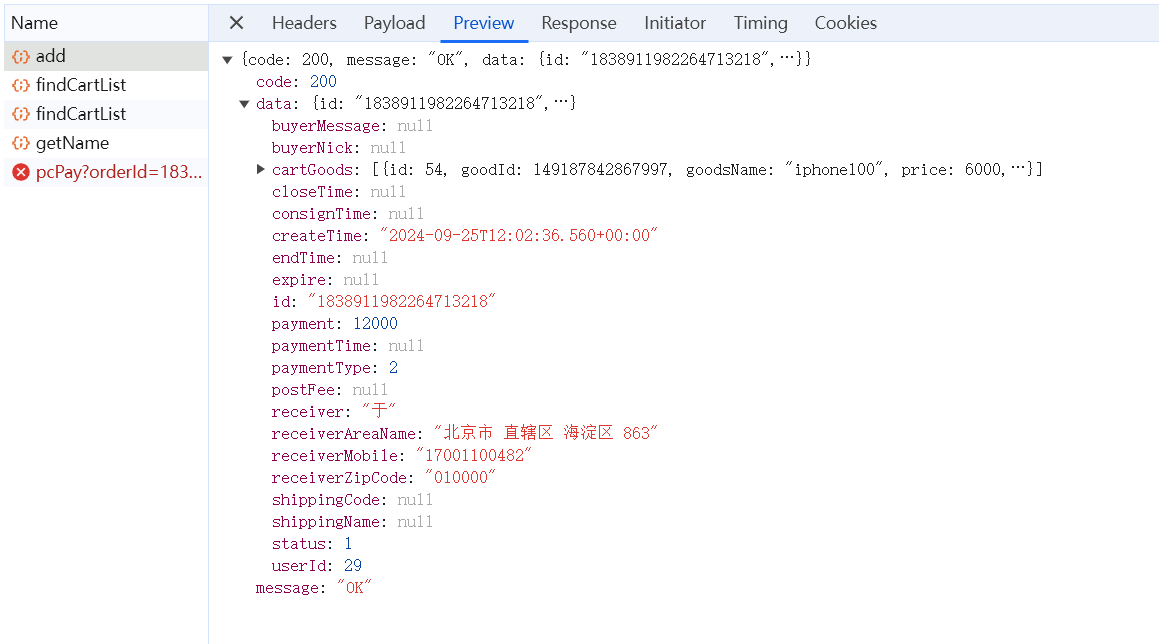 Name
add
findCartList
findCartList
getName
pcPay?orderId=183...
Headers Payload Preview Response Initiator Timing Cookies
{code: 200, message: "OK", data: {id: "1838911982264713218",…}}
code: 200
data: {id: "1838911982264713218",…}
buyerMessage: null
buyerNick: null
cartGoods: [{id: 54, goodId: 149187842867997, goodsName: "iphone100", price: 6000,…}]
closeTime: null
consignTime: null
createTime: "2024-09-25T12:02:36.560+00:00"
endTime: null
expire: null
id: "1838911982264713218"
payment: 12000
paymentTime: null
paymentType: 2
postFee: null
receiver: "于"
receiverAreaName: "北京市 直辖区 海淀区 863"
receiverMobile: "17001100482"
receiverZipCode: "010000"
shippingCode: null
shippingName: null
status: 1
userId: 29
message: "OK"